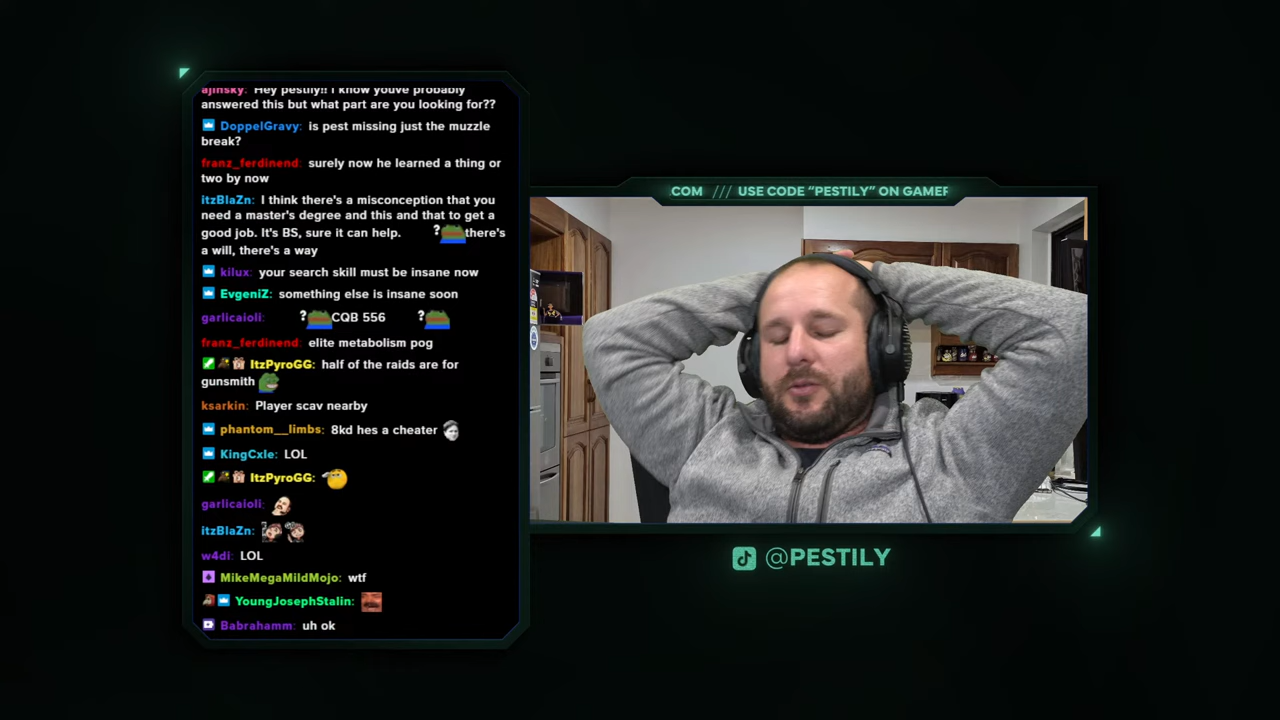 ajinsky: Hey pestily!! I know youve probably
answered this but what part are you looking for??
DoppelGravy: is pest missing just the muzzle
break?
franz_ferdinend: surely now he learned a thing or
two by now
itzBlaZn: I think there's a misconception that you
need a master's degree and this and that to get a
good job. It's BS, sure it can help. ? there's
a will, there's a way
kilux: your search skill must be insane now
EvgeniZ: something else is insane soon
garlicaioli: ? CQB 556 ?
franz_ferdinend: elite metabolism pog
ItzPyroGG: half of the raids are for
gunsmith
ksarkin: Player scav nearby
phantom__limbs: 8kd hes a cheater
KingCxle: LOL
ItzPyroGG:
garlicaioli:
itzBlaZn:
w4di: LOL
MikeMegaMildMojo: wtf
YoungJosephStalin:
Babrahamm: uh ok
COM /// USE CODE "PESTILY" ON GAMER
@PESTILY